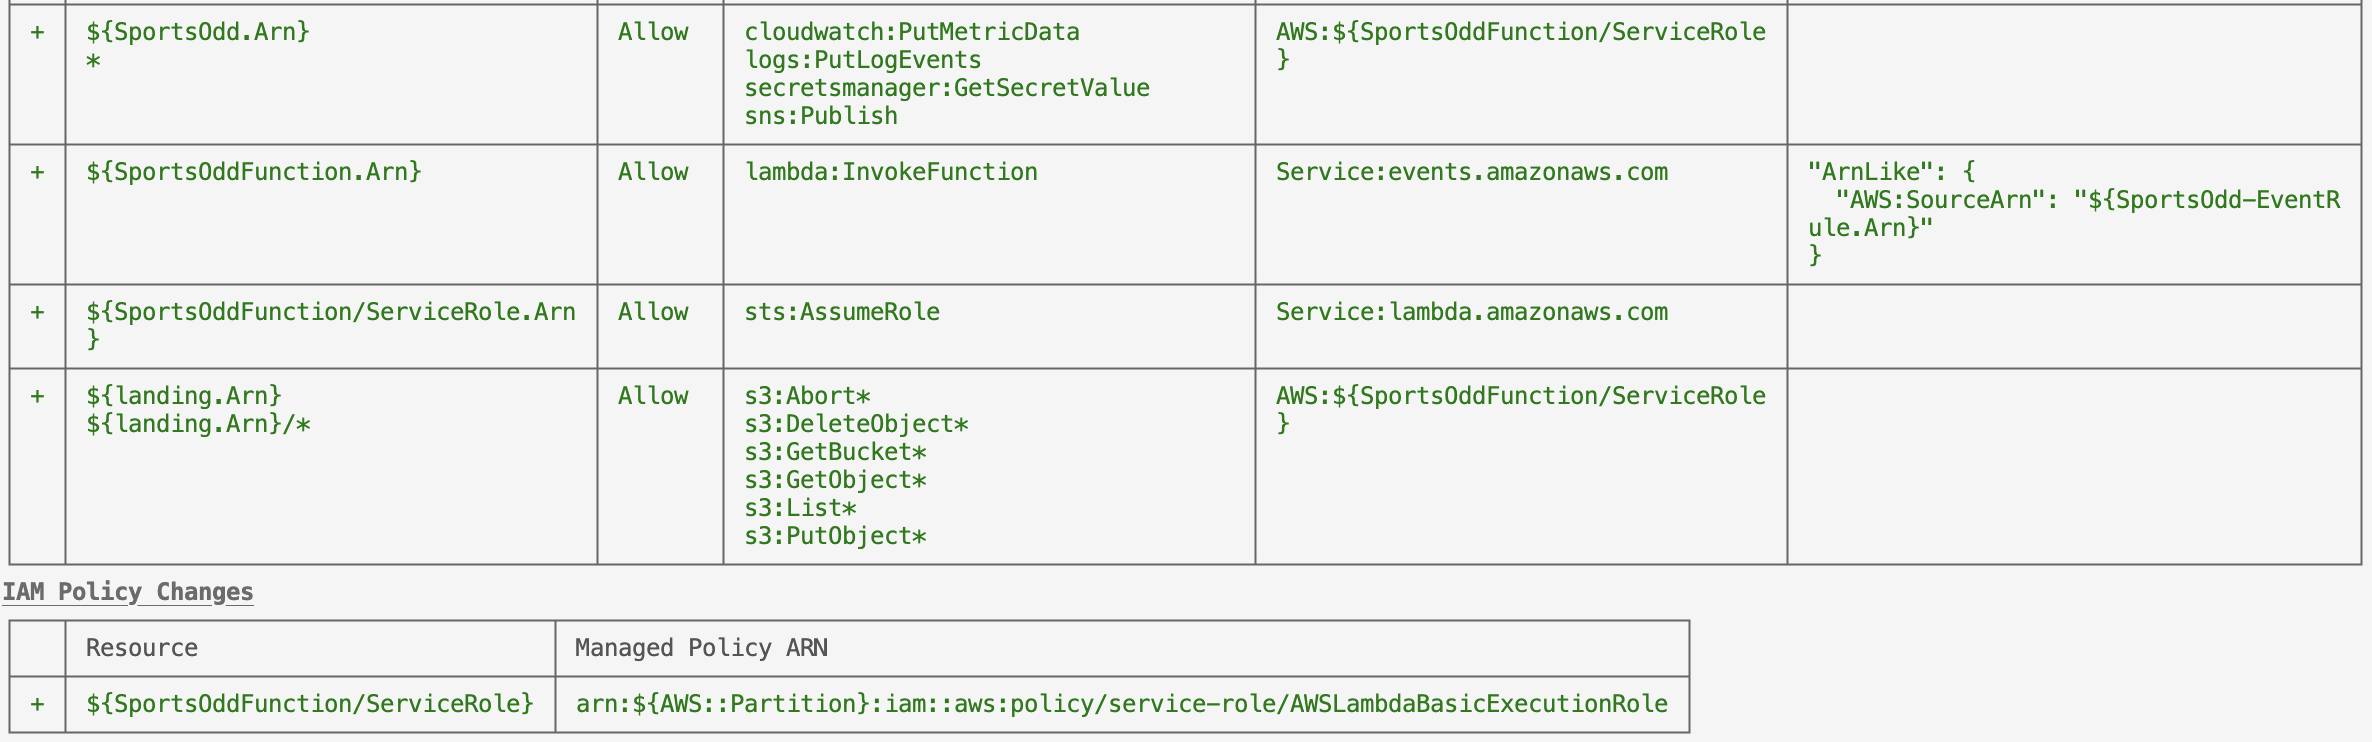 + ${SportsOdd.Arn} Allow cloudwatch:PutMetricData AWS:${SportsOddFunction/ServiceRole
* logs:PutLogEvents }
secretsmanager:GetSecretValue
sns:Publish
+ ${SportsOddFunction.Arn} Allow lambda:InvokeFunction Service:events.amazonaws.com "ArnLike": {
"AWS:SourceArn": "${SportsOdd-EventR
ule.Arn}"
}
+ ${SportsOddFunction/ServiceRole.Arn Allow sts:AssumeRole Service:lambda.amazonaws.com
}
+ ${landing.Arn} Allow s3:Abort* AWS:${SportsOddFunction/ServiceRole
${landing.Arn}/* s3:DeleteObject* }
s3:GetBucket*
s3:GetObject*
s3:List*
s3:PutObject*
IAM Policy Changes
Resource Managed Policy ARN
+ ${SportsOddFunction/ServiceRole} arn:${AWS::Partition}:iam::aws:policy/service-role/AWSLambdaBasicExecutionRole